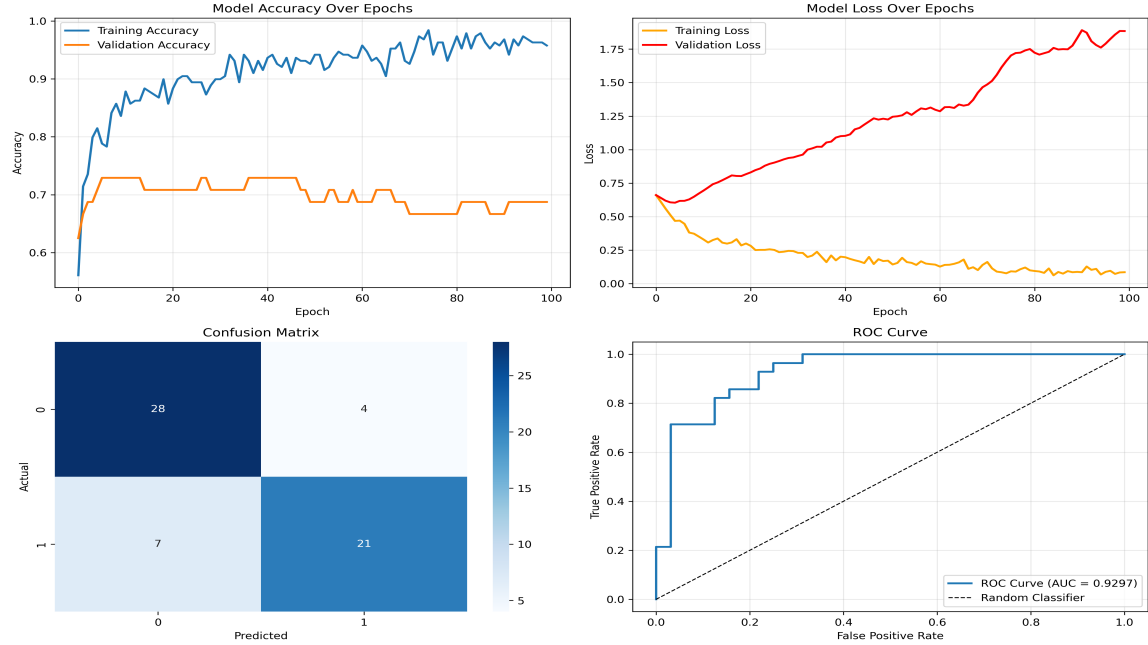 Model Accuracy Over Epochs
Training Accuracy
Validation Accuracy
1.0
0.9
0.8
0.7
0.6
Accuracy
0
20
40
60
80
100
Epoch
Model Loss Over Epochs
Training Loss
Validation Loss
1.75
1.50
1.25
1.00
0.75
0.50
0.25
0.00
Loss
0
20
40
60
80
100
Epoch
Confusion Matrix
0
28
4
1
7
21
Actual
0
1
Predicted
25
20
15
10
5
ROC Curve
1.0
0.8
0.6
0.4
0.2
0.0
True Positive Rate
ROC Curve (AUC = 0.9297)
Random Classifier
0.0
0.2
0.4
0.6
0.8
1.0
False Positive Rate